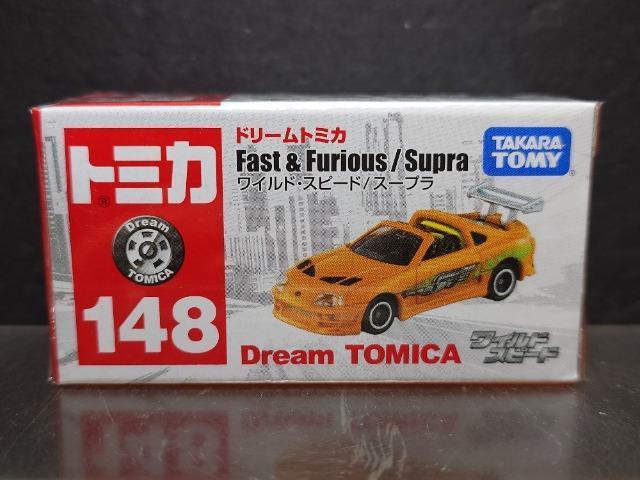 トミカ
®
Dream
TOMICA
148
ドリームトミカ
Fast & Furious / Supra
ワイルド・スピード/スープラ
TAKARA
TOMY
Dream TOMICA
ワイルド
スピード